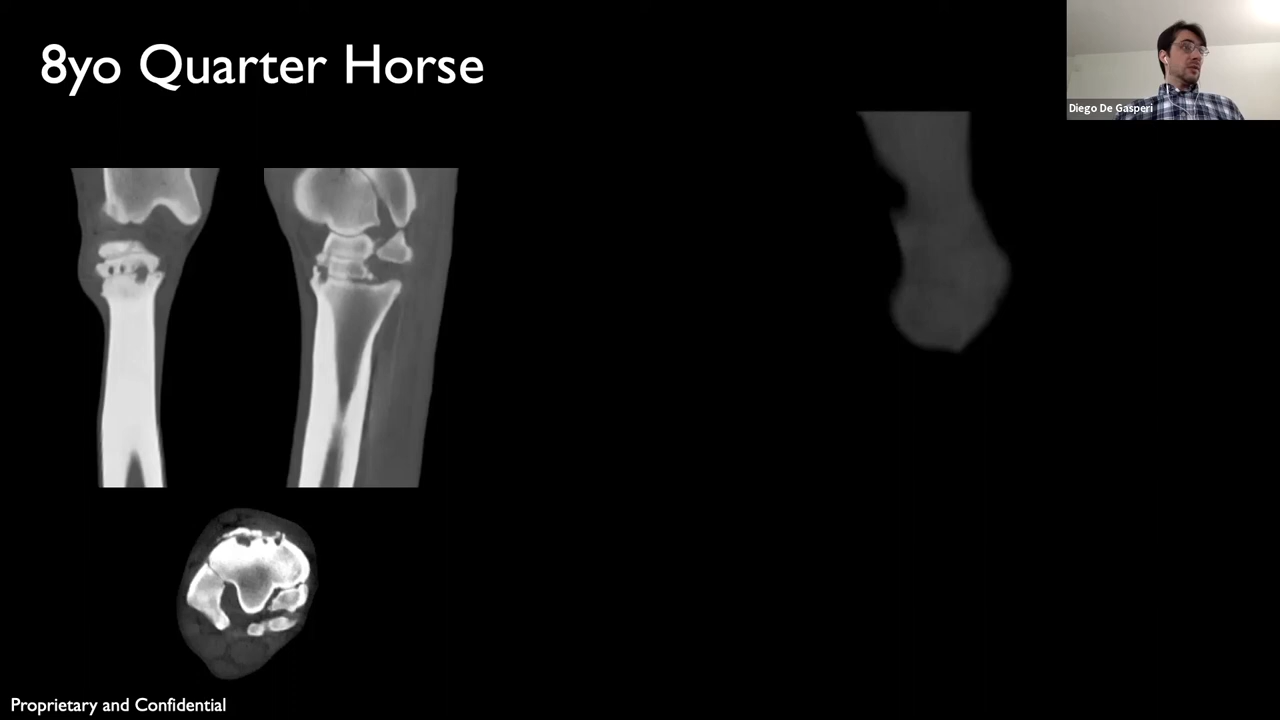 8yo Quarter Horse
Diego De Gasperi
Proprietary and Confidential